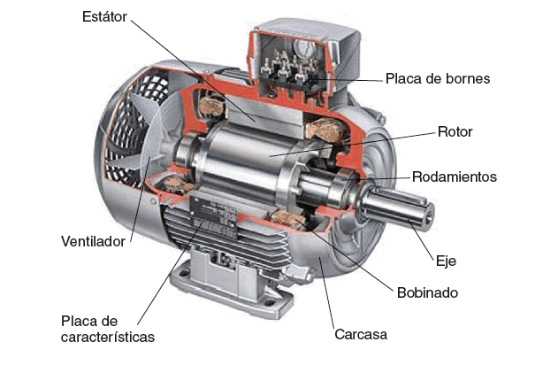 Estátor
Placa de bornes
Rotor
Rodamientos
Ventilador
Eje
Bobinado
Placa de
características
Carcasa